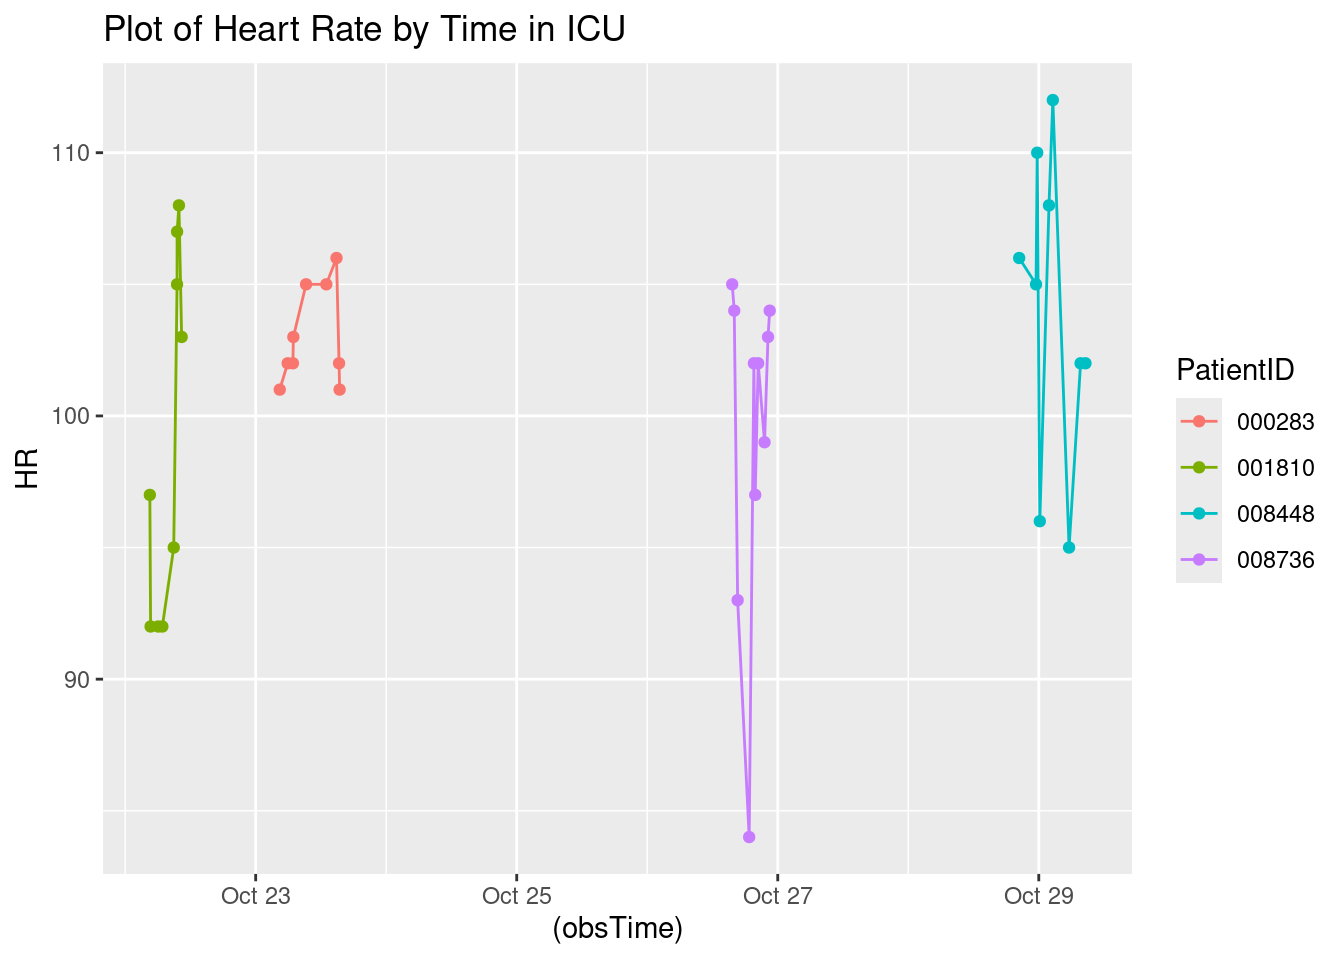 Plot of Heart Rate by Time in ICU
HR
110
100
90
Oct 23
Oct 25
Oct 27
Oct 29
(obsTime)
PatientID
000283
001810
008448
008736